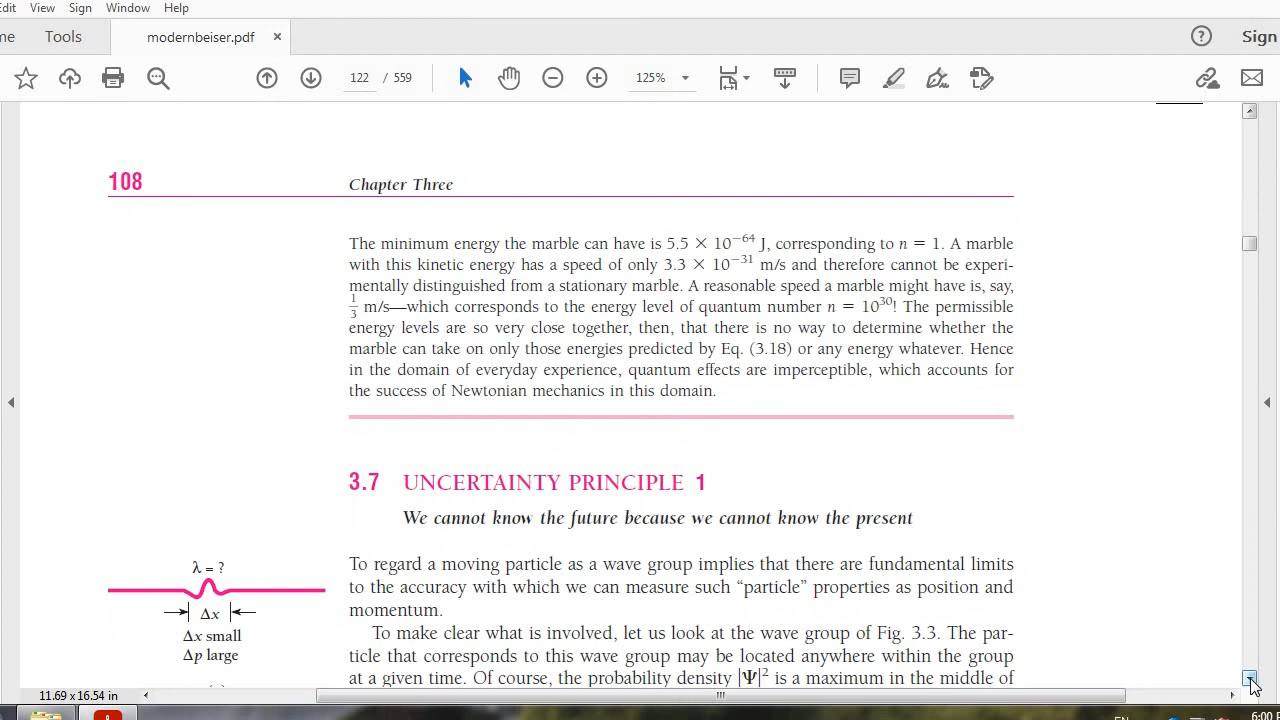 Edit View Sign Window Help
me Tools modernbeiser.pdf × ? Sign
122 / 559 125%
108 Chapter Three
The minimum energy the marble can have is 5.5 × 10⁻⁶⁴ J, corresponding to n = 1. A marble
with this kinetic energy has a speed of only 3.3 × 10⁻³¹ m/s and therefore cannot be experi-
mentally distinguished from a stationary marble. A reasonable speed a marble might have is, say,
1/3 m/s—which corresponds to the energy level of quantum number n = 10³⁰! The permissible
energy levels are so very close together, then, that there is no way to determine whether the
marble can take on only those energies predicted by Eq. (3.18) or any energy whatever. Hence
in the domain of everyday experience, quantum effects are imperceptible, which accounts for
the success of Newtonian mechanics in this domain.
3.7 UNCERTAINTY PRINCIPLE 1
We cannot know the future because we cannot know the present
To regard a moving particle as a wave group implies that there are fundamental limits
to the accuracy with which we can measure such “particle” properties as position and
momentum.
To make clear what is involved, let us look at the wave group of Fig. 3.3. The par-
ticle that corresponds to this wave group may be located anywhere within the group
at a given time. Of course, the probability density |Ψ|² is a maximum in the middle of
λ = ?
Δx
Δx small
Δp large
11.69 x 16.54 in
EN 6:00 P